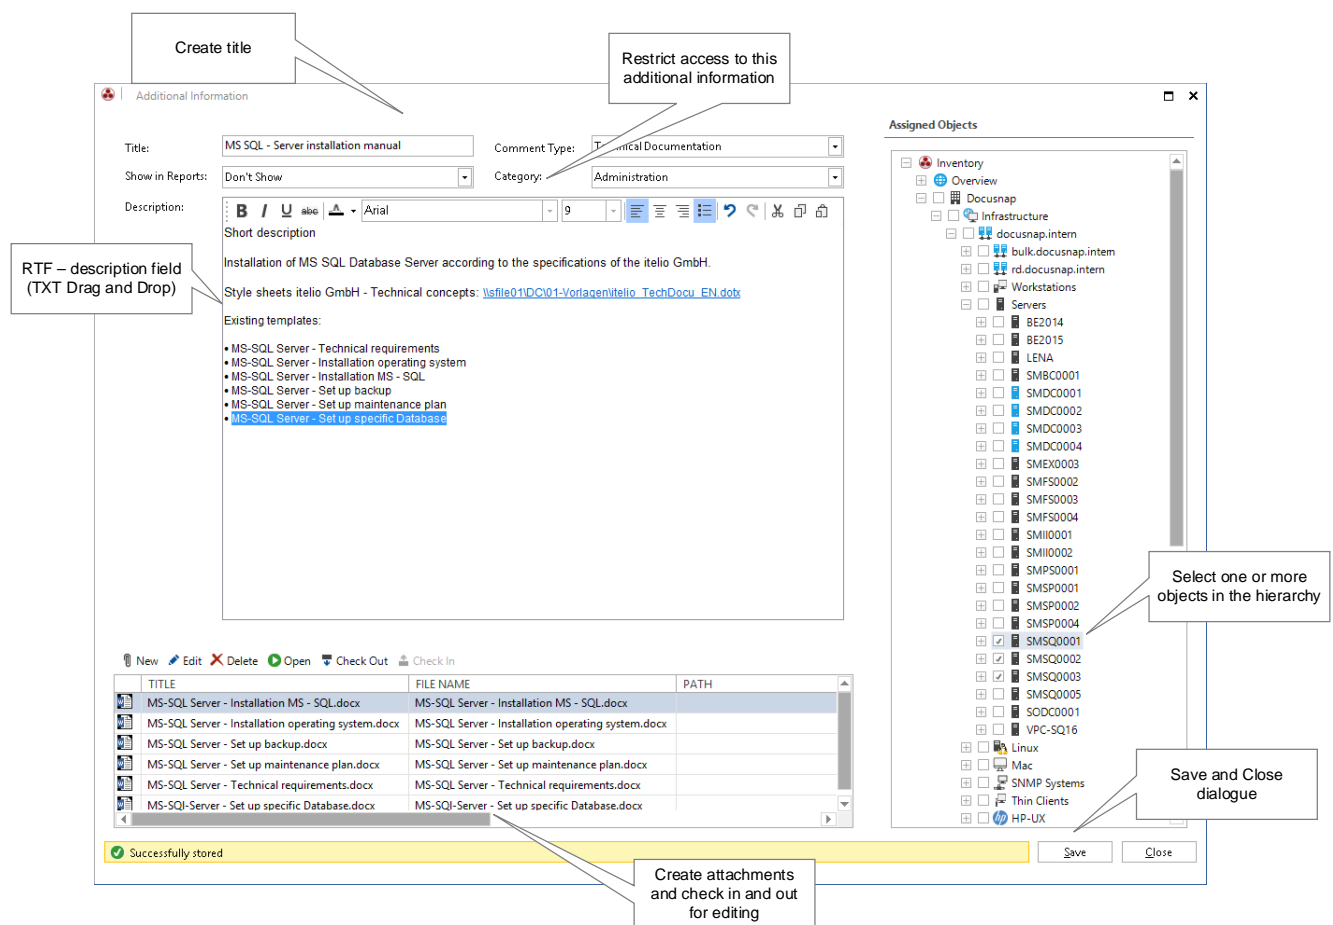 Create title
Restrict access to this
additional information
Additional Information
Title:
MS SQL - Server installation manual
Comment Type:
Technical Documentation
Show in Reports:
Don't Show
Category:
Administration
Description:
B I U abc A Arial 9
Short description
Installation of MS SQL Database Server according to the specifications of the itelio GmbH.
Style sheets itelio GmbH - Technical concepts: \\sfile01\DC\01-Vorlagen\itelio_TechDocu_EN.dotx
Existing templates:
• MS-SQL Server - Technical requirements
• MS-SQL Server - Installation operating system
• MS-SQL Server - Installation MS - SQL
• MS-SQL Server - Set up backup
• MS-SQL Server - Set up maintenance plan
• MS-SQL Server - Set up specific Database
RTF – description field
(TXT Drag and Drop)
New Edit Delete Open Check Out Check In
TITLE FILE NAME PATH
MS-SQL Server - Installation MS - SQL.docx MS-SQL Server - Installation MS - SQL.docx
MS-SQL Server - Installation operating system.docx MS-SQL Server - Installation operating system.docx
MS-SQL Server - Set up backup.docx MS-SQL Server - Set up backup.docx
MS-SQL Server - Set up maintenance plan.docx MS-SQL Server - Set up maintenance plan.docx
MS-SQL Server - Technical requirements.docx MS-SQL Server - Technical requirements.docx
MS-SQl-Server - Set up specific Database.docx MS-SQl-Server - Set up specific Database.docx
Successfully stored
Create attachments
and check in and out
for editing
Assigned Objects
Inventory
Overview
Docusnap
Infrastructure
docusnap.intern
bulk.docusnap.intern
rd.docusnap.intern
Workstations
Servers
BE2014
BE2015
LENA
SMBC0001
SMDC0001
SMDC0002
SMDC0003
SMDC0004
SMEX0003
SMFS0002
SMFS0003
SMFS0004
SMII0001
SMII0002
SMPS0001
SMSP0001
SMSP0002
SMSP0004
SMSQ0001
SMSQ0002
SMSQ0003
SMSQ0005
SODC0001
VPC-SQ16
Linux
Mac
SNMP Systems
Thin Clients
HP-UX
Select one or more
objects in the hierarchy
Save and Close
dialogue
Save
Close